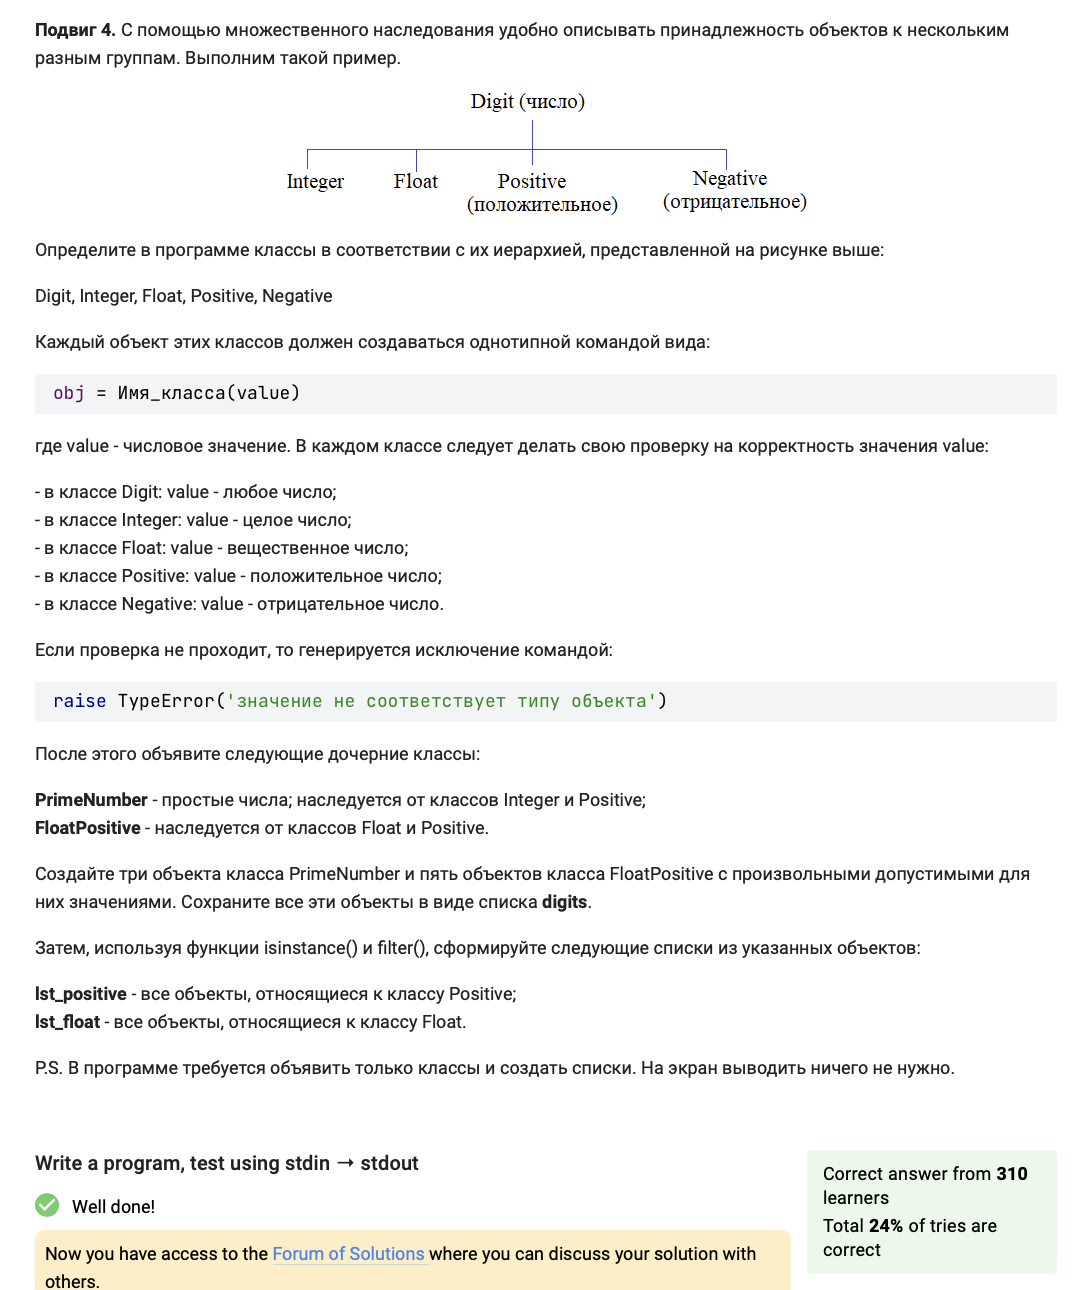 Подвиг 4. С помощью множественного наследования удобно описывать принадлежность объектов к нескольким
разным группам. Выполним такой пример.
Digit (число)
Integer Float Positive Negative
(положительное) (отрицательное)
Определите в программе классы в соответствии с их иерархией, представленной на рисунке выше:
Digit, Integer, Float, Positive, Negative
Каждый объект этих классов должен создаваться однотипной командой вида:
obj = Имя_класса(value)
где value - числовое значение. В каждом классе следует делать свою проверку на корректность значения value:
- в классе Digit: value - любое число;
- в классе Integer: value - целое число;
- в классе Float: value - вещественное число;
- в классе Positive: value - положительное число;
- в классе Negative: value - отрицательное число.
Если проверка не проходит, то генерируется исключение командой:
raise TypeError('значение не соответствует типу объекта')
После этого объявите следующие дочерние классы:
PrimeNumber - простые числа; наследуется от классов Integer и Positive;
FloatPositive - наследуется от классов Float и Positive.
Создайте три объекта класса PrimeNumber и пять объектов класса FloatPositive с произвольными допустимыми для
них значениями. Сохраните все эти объекты в виде списка digits.
Затем, используя функции isinstance() и filter(), сформируйте следующие списки из указанных объектов:
lst_positive - все объекты, относящиеся к классу Positive;
lst_float - все объекты, относящиеся к классу Float.
P.S. В программе требуется объявить только классы и создать списки. На экран выводить ничего не нужно.
Write a program, test using stdin → stdout
Well done!
Now you have access to the Forum of Solutions where you can discuss your solution with
others.
Correct answer from 310
learners
Total 24% of tries are
correct